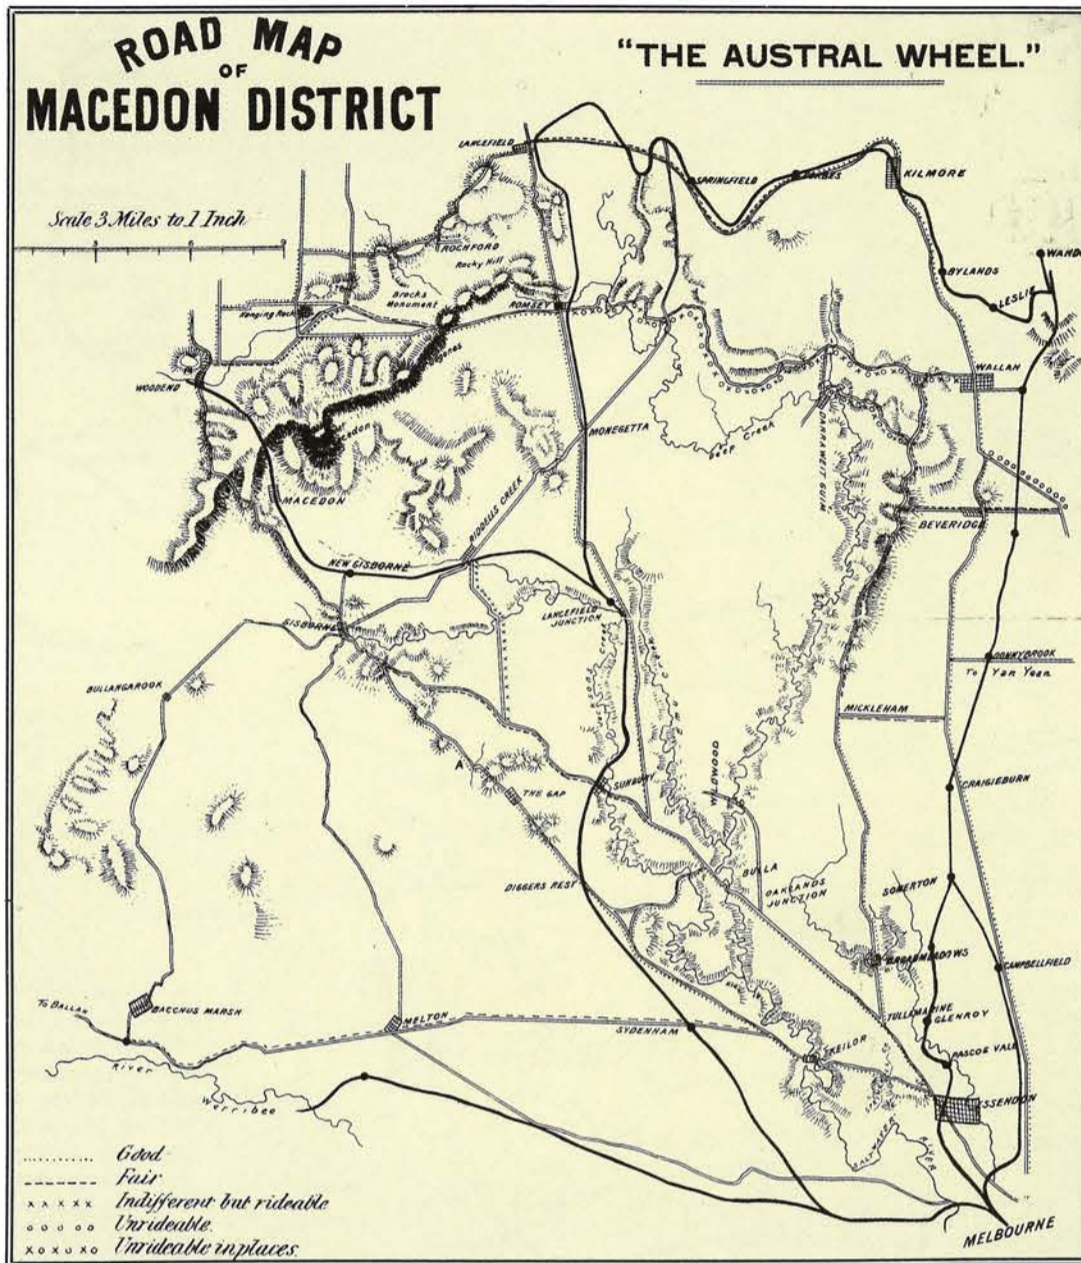 ROAD MAP
OF
MACEDON DISTRICT
"THE AUSTRAL WHEEL."
Scale 3 Miles to 1 Inch
LANCEFIELD
SPRINGFIELD
FORBES
KILMORE
ROCHFORD
Rocky Hill
BYLANDS
LESLIE
Brocks
Monument
Hanging Rock
ROMSEY
WOODEND
WALLAN
MONEGETTA
Deep Creek
DARRAWEIT GUIM
MACEDON
RIDDELLS CREEK
BEVERIDGE
NEW GISBORNE
LANCEFIELD
JUNCTION
GISBORNE
DONNYBROOK
To Yan Yean
BULLANGAROOK
MICKLEHAM
A
THE GAP
SUNBURY
WILDWOOD
CRAIGIEBURN
DIGGERS REST
BULLA
OAKLANDS
JUNCTION
SOMERTON
BROADMEADOWS
CAMPBELLFIELD
To BALLAN
BACCHUS MARSH
MELTON
SYDENHAM
TULLAMARINE
GLENROY
KEILOR
PASCOE VALE
River
Werribee
ESSENDON
SALTWATER RIVER
MELBOURNE
Good
Fair
Indifferent but rideable
Unrideable.
Unrideable in places.